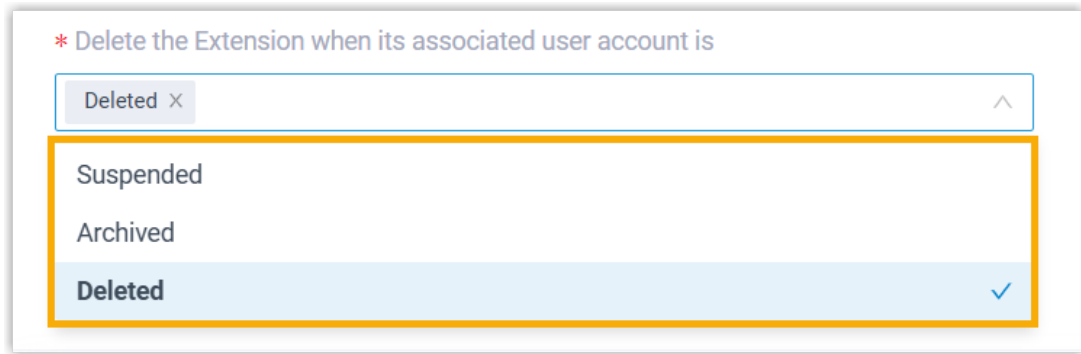 * Delete the Extension when its associated user account is
Deleted ×
Suspended
Archived
Deleted